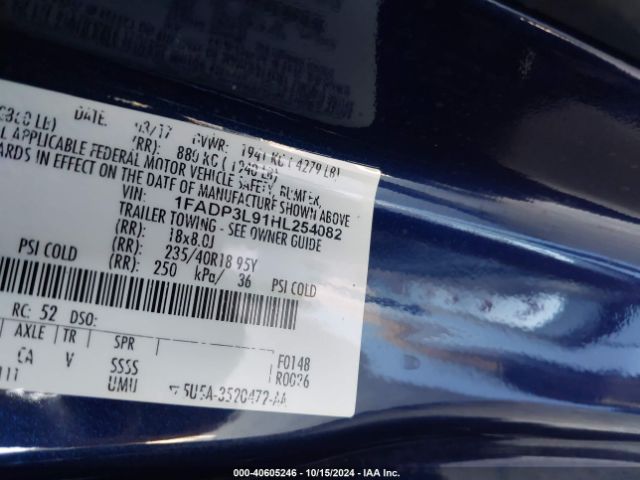 DATE: 03/17 GVWR: 1941 KG ( 4279 LB)
(RR): 880 KG ( 1940 LB)
APPLICABLE FEDERAL MOTOR VEHICLE SAFETY, BUMPER,
ARDS IN EFFECT ON THE DATE OF MANUFACTURE SHOWN ABOVE
VIN: 1FADP3L91HL254082
TRAILER TOWING - SEE OWNER GUIDE
(RR): 18x8.0J
(RR): 235/40R18 95Y
PSI COLD (RR): 250 kPa/ 36 PSI COLD
RC: 52 DSO:
AXLE TR SPR
CA V SSSS F0148
111 UMU R0036
5U5A-3520472-AA
000-40605246 - 10/15/2024 - IAA Inc.